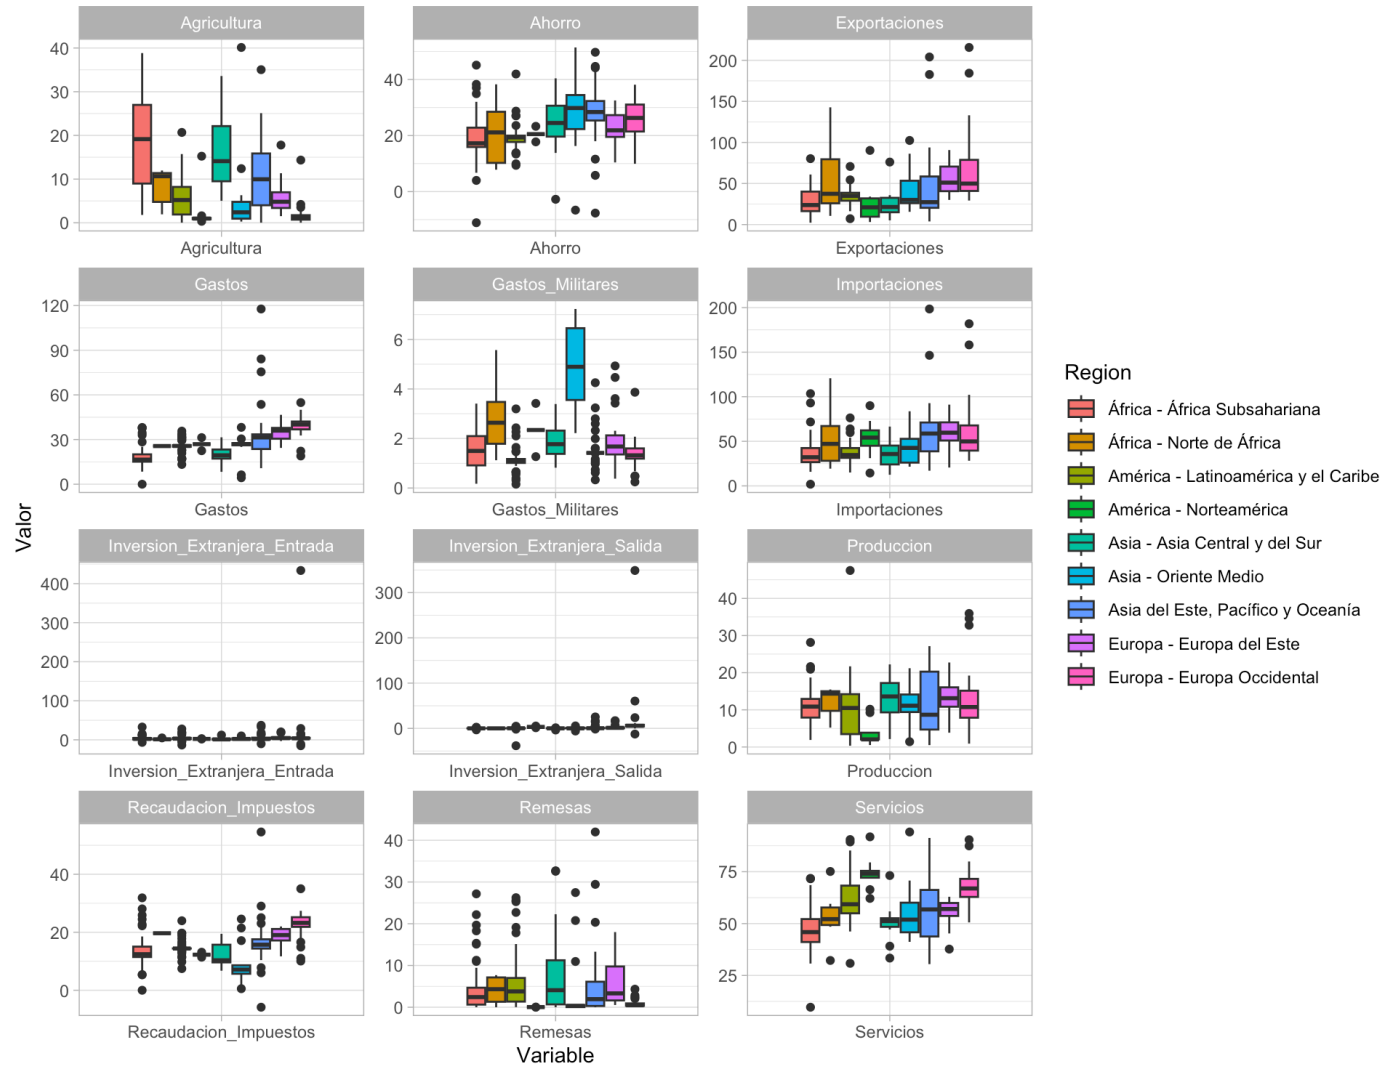 Agricultura
Ahorro
Exportaciones
40
30
20
10
0
40
20
0
200
150
100
50
0
Agricultura
Ahorro
Exportaciones
Gastos
Gastos_Militares
Importaciones
120
90
60
30
0
6
4
2
0
200
150
100
50
0
Gastos
Gastos_Militares
Importaciones
Valor
Inversion_Extranjera_Entrada
Inversion_Extranjera_Salida
Produccion
400
300
200
100
0
300
200
100
0
40
30
20
10
0
Inversion_Extranjera_Entrada
Inversion_Extranjera_Salida
Produccion
Recaudacion_Impuestos
Remesas
Servicios
40
20
0
40
30
20
10
0
75
50
25
Recaudacion_Impuestos
Remesas
Servicios
Variable
Region
África - África Subsahariana
África - Norte de África
América - Latinoamérica y el Caribe
América - Norteamérica
Asia - Asia Central y del Sur
Asia - Oriente Medio
Asia del Este, Pacífico y Oceanía
Europa - Europa del Este
Europa - Europa Occidental